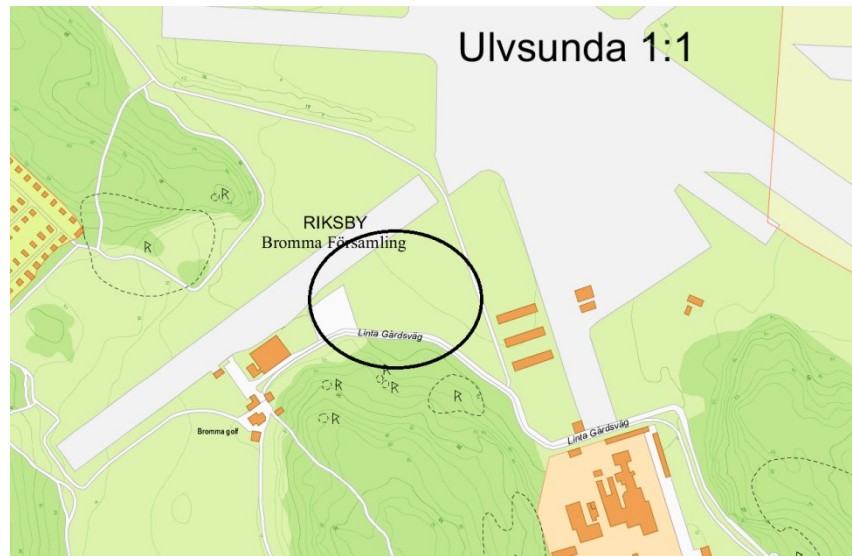 Ulvsunda 1:1
RIKSBY
Bromma Församling
Linta Gårdsväg
Bromma golf
Linta Gårdsväg
R
R
R
R
R
R
R